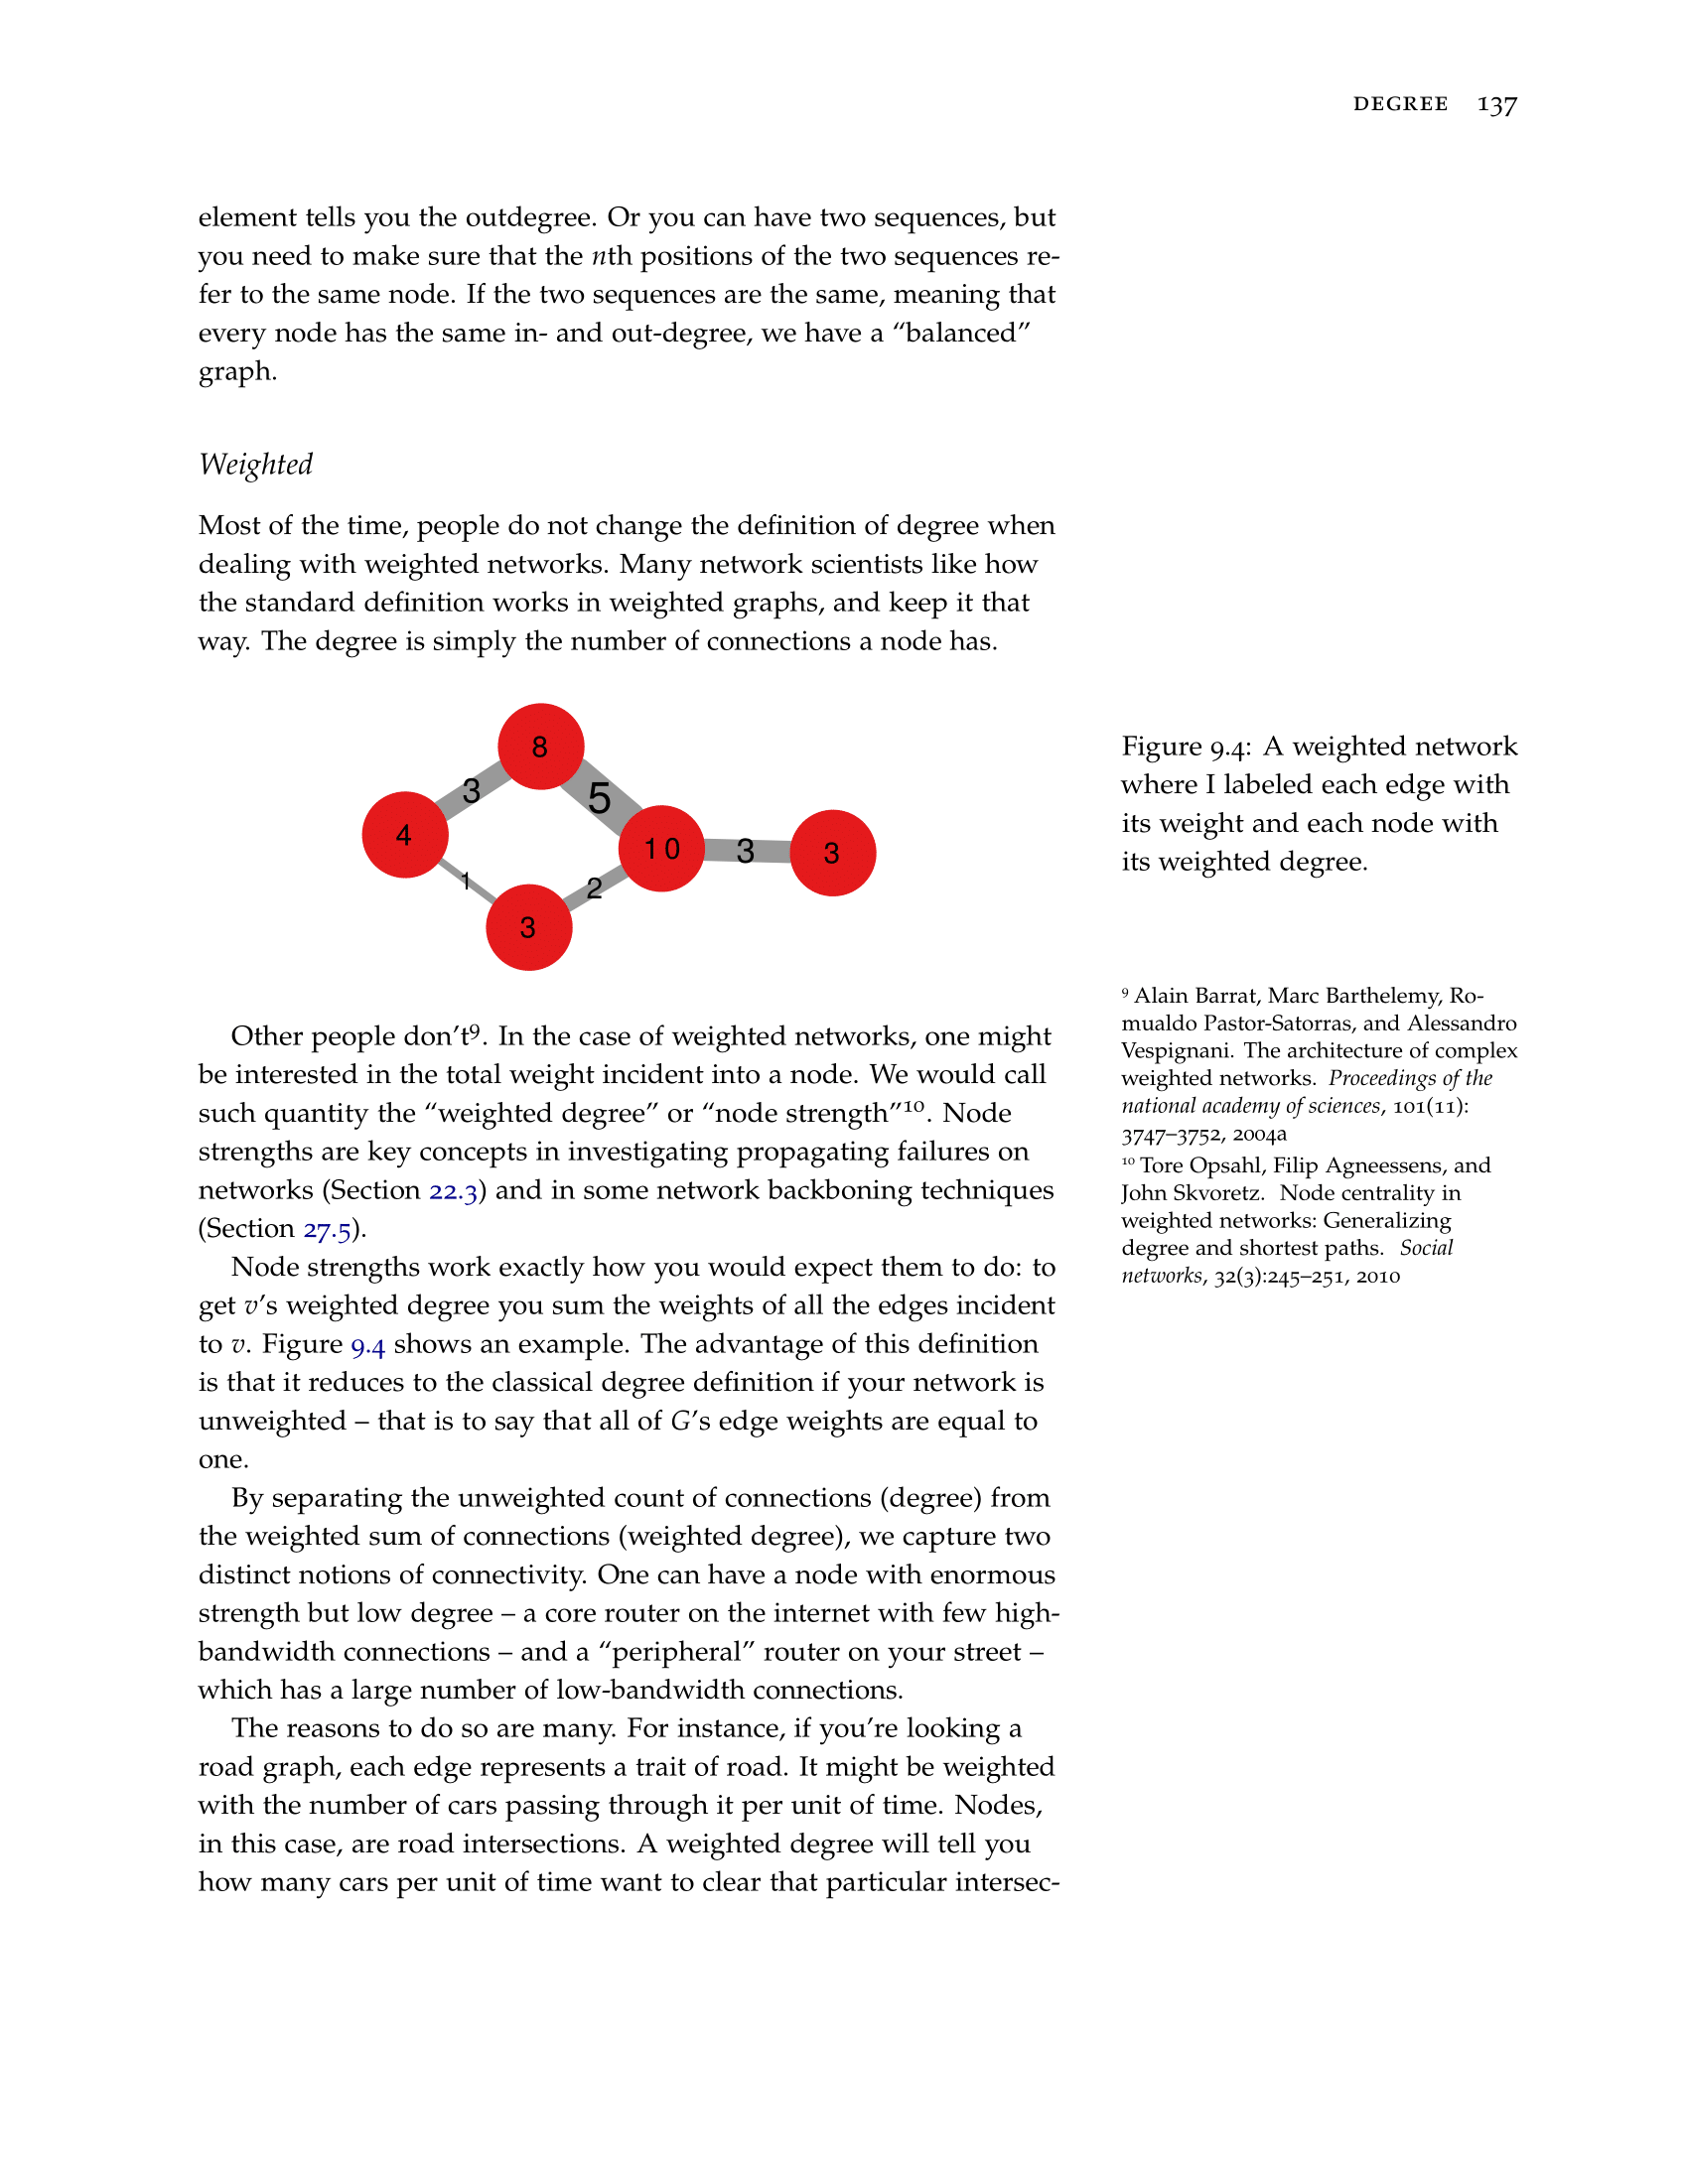 DEGREE 137
element tells you the outdegree. Or you can have two sequences, but
you need to make sure that the nth positions of the two sequences re-
fer to the same node. If the two sequences are the same, meaning that
every node has the same in- and out-degree, we have a “balanced”
graph.
Weighted
Most of the time, people do not change the definition of degree when
dealing with weighted networks. Many network scientists like how
the standard definition works in weighted graphs, and keep it that
way. The degree is simply the number of connections a node has.
8
3
5
4
10
3
3
1
2
3
Figure 9.4: A weighted network
where I labeled each edge with
its weight and each node with
its weighted degree.
Other people don’t⁹. In the case of weighted networks, one might
be interested in the total weight incident into a node. We would call
such quantity the “weighted degree” or “node strength”¹⁰. Node
strengths are key concepts in investigating propagating failures on
networks (Section 22.3) and in some network backboning techniques
(Section 27.5).
Node strengths work exactly how you would expect them to do: to
get v’s weighted degree you sum the weights of all the edges incident
to v. Figure 9.4 shows an example. The advantage of this definition
is that it reduces to the classical degree definition if your network is
unweighted – that is to say that all of G’s edge weights are equal to
one.
By separating the unweighted count of connections (degree) from
the weighted sum of connections (weighted degree), we capture two
distinct notions of connectivity. One can have a node with enormous
strength but low degree – a core router on the internet with few high-
bandwidth connections – and a “peripheral” router on your street –
which has a large number of low-bandwidth connections.
The reasons to do so are many. For instance, if you’re looking a
road graph, each edge represents a trait of road. It might be weighted
with the number of cars passing through it per unit of time. Nodes,
in this case, are road intersections. A weighted degree will tell you
how many cars per unit of time want to clear that particular intersec-
⁹ Alain Barrat, Marc Barthelemy, Ro-
mualdo Pastor-Satorras, and Alessandro
Vespignani. The architecture of complex
weighted networks. Proceedings of the
national academy of sciences, 101(11):
3747–3752, 2004a
¹⁰ Tore Opsahl, Filip Agneessens, and
John Skvoretz. Node centrality in
weighted networks: Generalizing
degree and shortest paths. Social
networks, 32(3):245–251, 2010